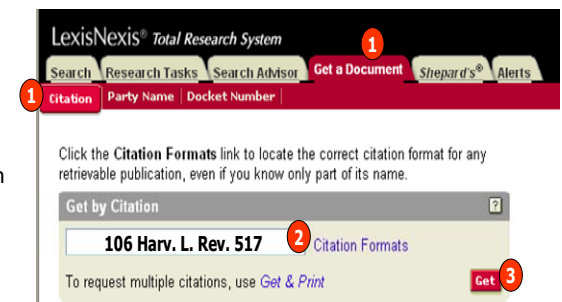 LexisNexis® Total Research System
1
Search Research Tasks Search Advisor Get a Document Shepard's® Alerts
1 Citation Party Name | Docket Number |
Click the Citation Formats link to locate the correct citation format for any
n
retrievable publication, even if you know only part of its name.
Get by Citation ?
106 Harv. L. Rev. 517 2 Citation Formats
To request multiple citations, use Get & Print Get 3